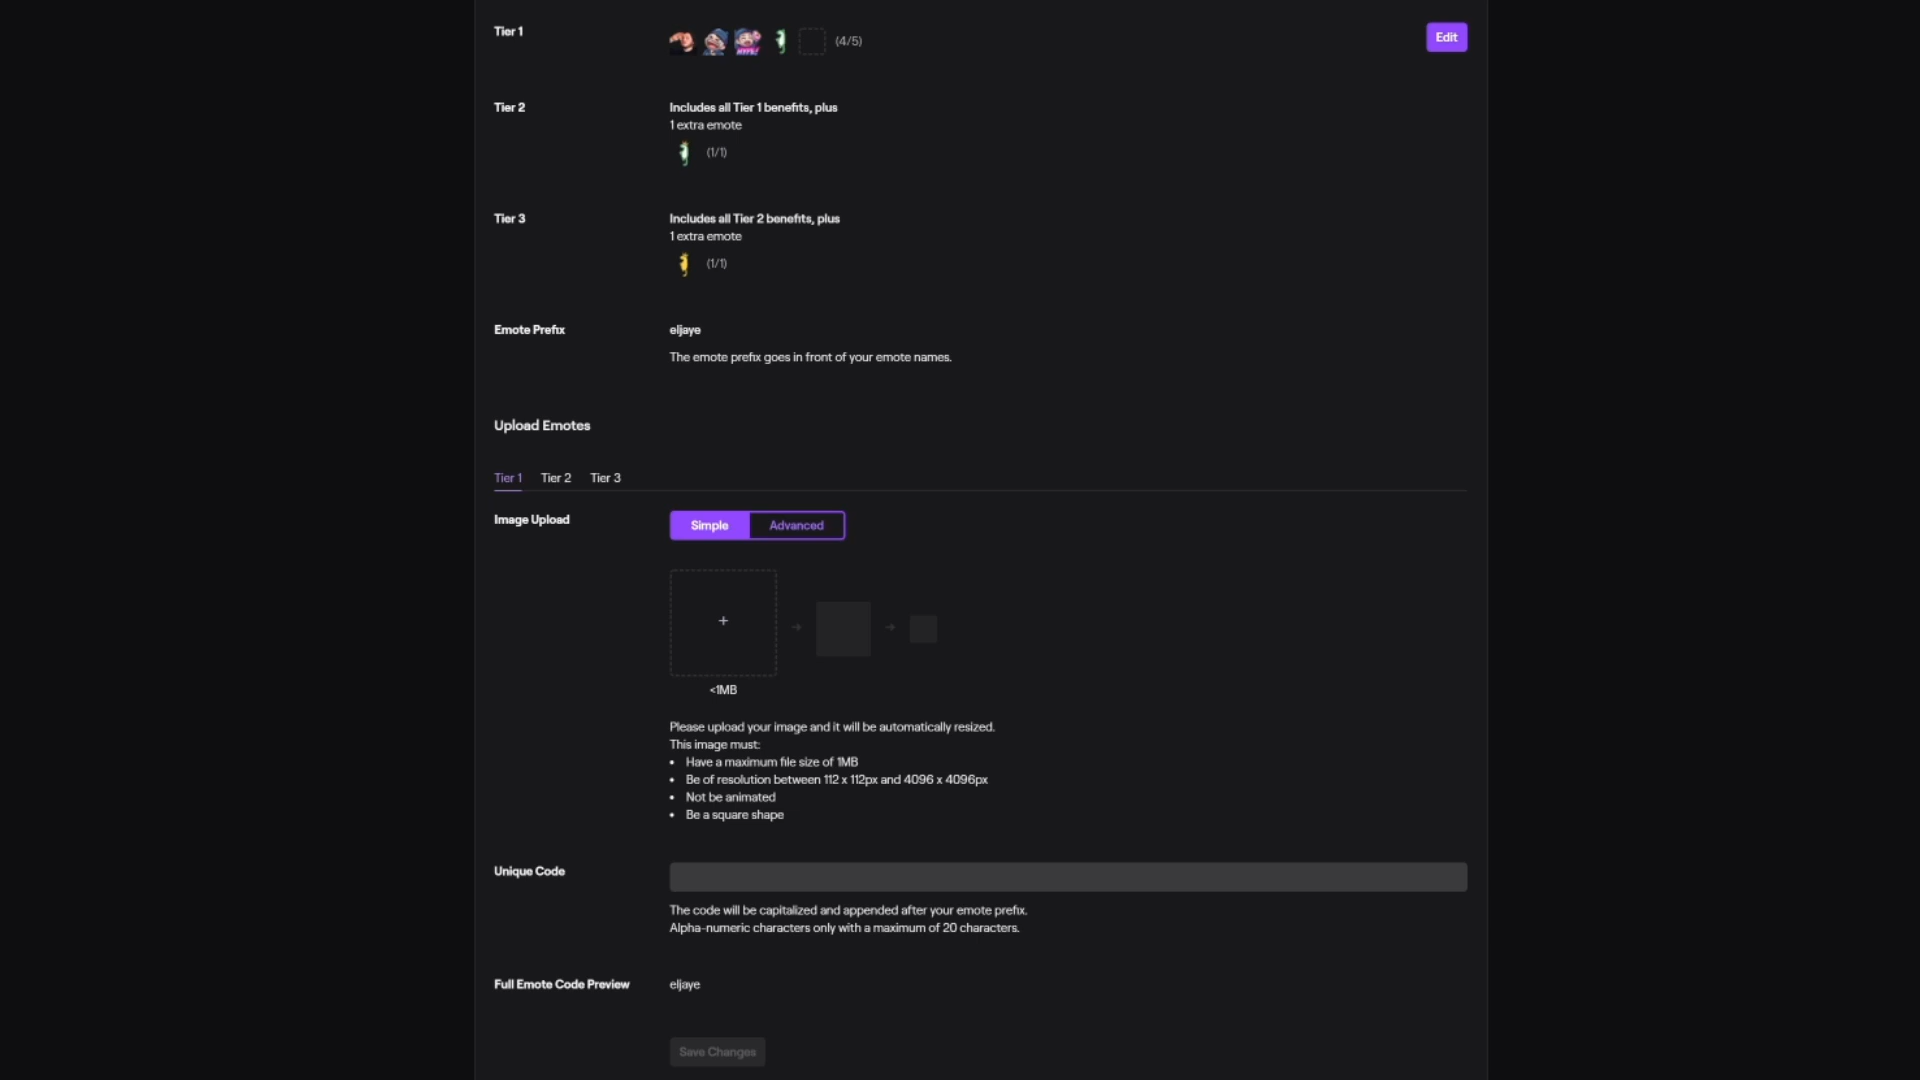 Tier 1
(4/5)
Edit
Tier 2
Includes all Tier 1 benefits, plus
1 extra emote
(1/1)
Tier 3
Includes all Tier 2 benefits, plus
1 extra emote
(1/1)
Emote Prefix
eljaye
The emote prefix goes in front of your emote names.
Upload Emotes
Tier 1 Tier 2 Tier 3
Image Upload
Simple Advanced
+
<1MB
Please upload your image and it will be automatically resized.
This image must:
• Have a maximum file size of 1MB
• Be of resolution between 112 x 112px and 4096 x 4096px
• Not be animated
• Be a square shape
Unique Code
The code will be capitalized and appended after your emote prefix.
Alpha-numeric characters only with a maximum of 20 characters.
Full Emote Code Preview
eljaye
Save Changes